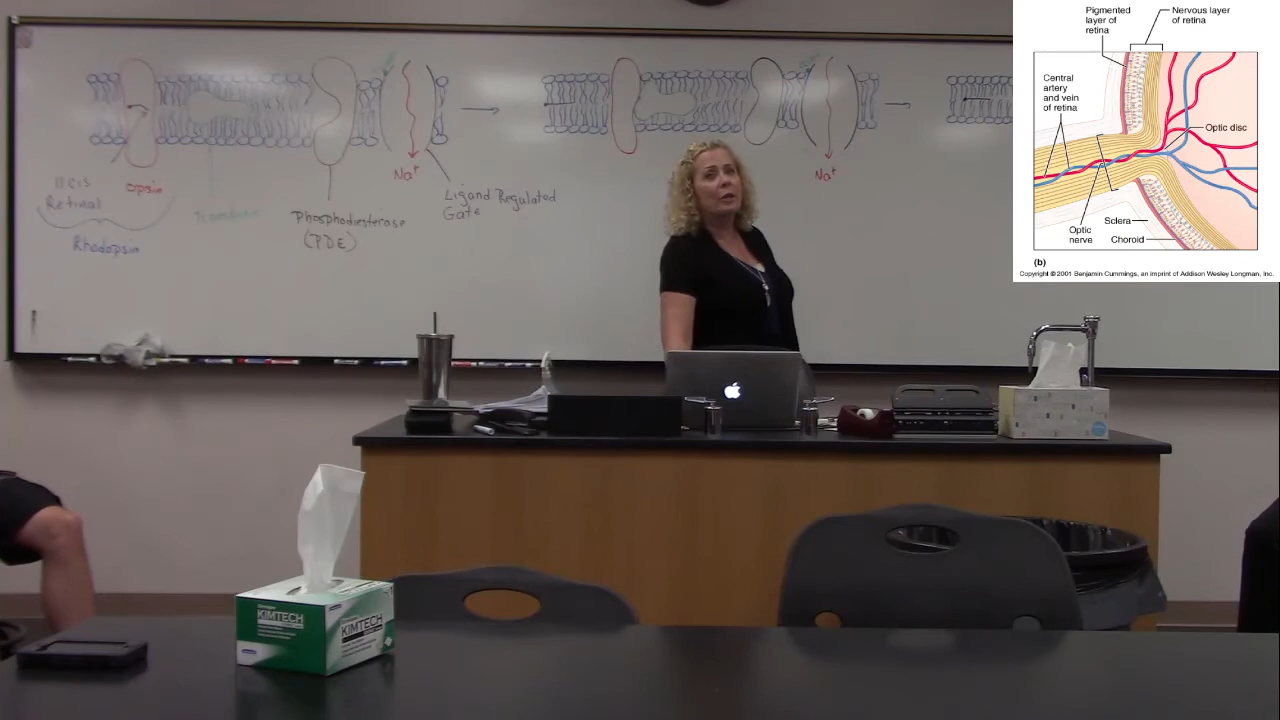 Pigmented
layer of
retina
Nervous layer
of retina
Central
artery
and vein
of retina
Optic disc
Sclera
Optic
nerve
Choroid
(b)
Copyright © 2001 Benjamin Cummings, an imprint of Addison Wesley Longman, Inc.
11 cis
Retinal
opsin
Rhodopsin
Phosphodiesterase
(PDE)
Na+
Ligand Regulated
Gate
Na+
KIMTECH
KIMTECH